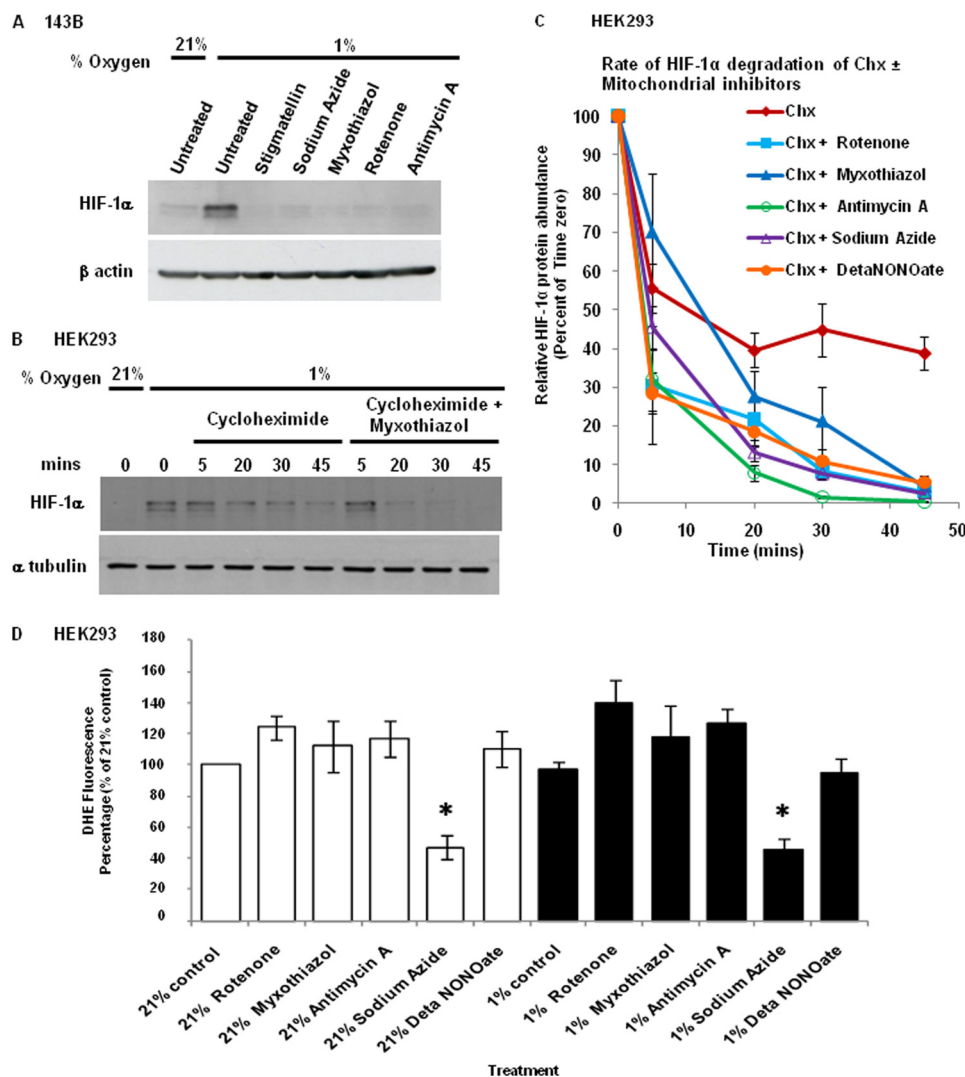 A 143B
21% 1%
% Oxygen
Untreated
Untreated
Stigmatellin
Sodium Azide
Myxothiazol
Rotenone
Antimycin A
HIF-1α
β actin
B HEK293
% Oxygen 21% 1%
Cycloheximide
Cycloheximide +
Myxothiazol
mins 0 0 5 20 30 45 5 20 30 45
HIF-1α
α tubulin
C HEK293
Rate of HIF-1α degradation of Chx ±
Mitochondrial inhibitors
Chx
Chx + Rotenone
Chx + Myxothiazol
Chx + Antimycin A
Chx + Sodium Azide
Chx + DetaNONOate
Relative HIF-1α protein abundance
(Percent of Time zero)
100
90
80
70
60
50
40
30
20
10
0
0 10 20 30 40 50
Time (mins)
D HEK293
DHE Fluorescence
Percentage (% of 21% control)
180
160
140
120
100
80
60
40
20
0
*
*
21% control
21% Rotenone
21% Myxothiazol
21% Antimycin A
21% Sodium Azide
21% Deta NONOate
1% control
1% Rotenone
1% Myxothiazol
1% Antimycin A
1% Sodium Azide
1% Deta NONOate
Treatment